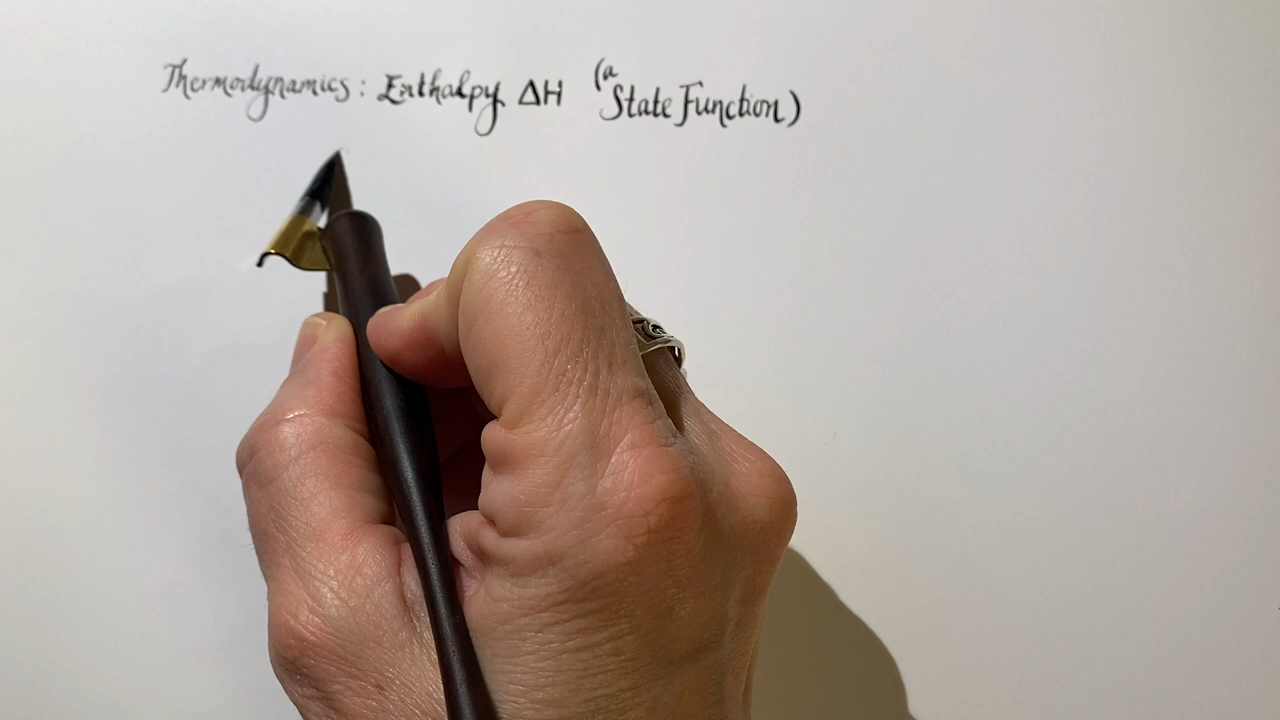 Thermodynamics: Enthalpy ΔH (a State Function)